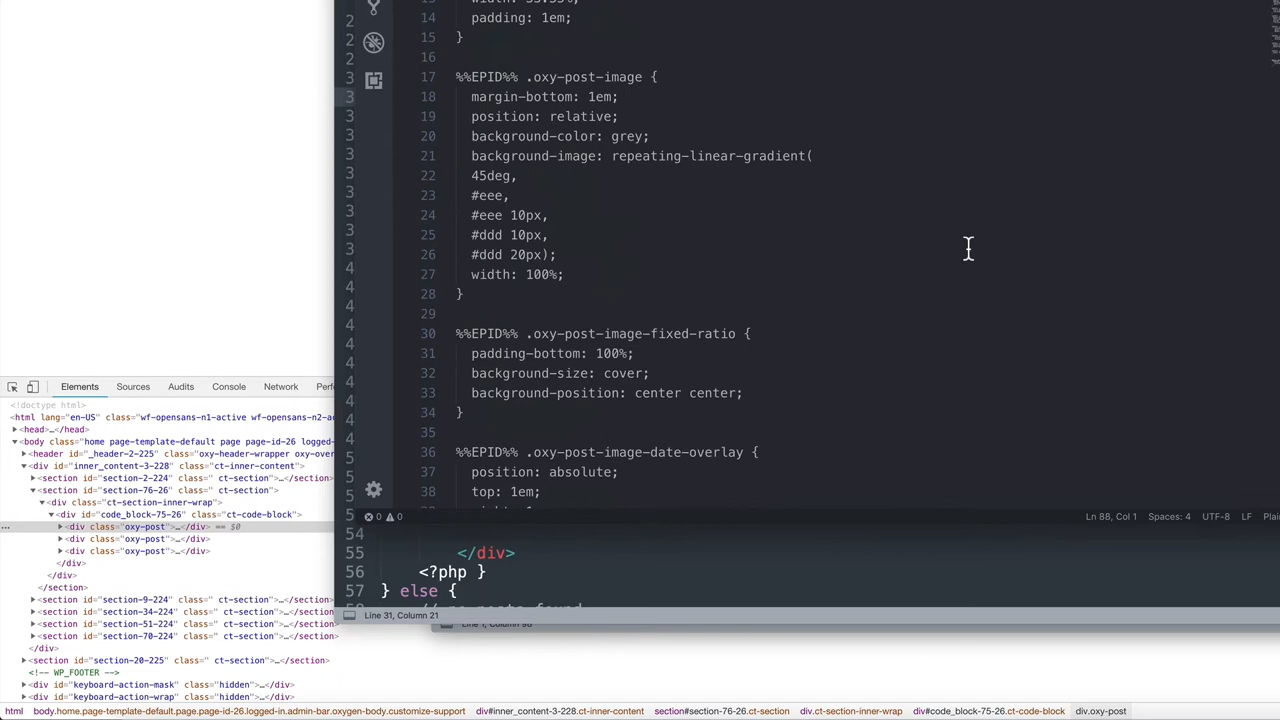 14 padding: 1em;
15 }
16
17 %%EPID%% .oxy-post-image {
18 margin-bottom: 1em;
19 position: relative;
20 background-color: grey;
21 background-image: repeating-linear-gradient(
22 45deg,
23 #eee,
24 #eee 10px,
25 #ddd 10px,
26 #ddd 20px);
27 width: 100%;
28 }
29
30 %%EPID%% .oxy-post-image-fixed-ratio {
31 padding-bottom: 100%;
32 background-size: cover;
33 background-position: center center;
34 }
35
36 %%EPID%% .oxy-post-image-date-overlay {
37 position: absolute;
38 top: 1em;
0 0 Ln 88, Col 1 Spaces: 4 UTF-8 LF
54
55 </div>
56 <?php }
57 } else {
Line 31, Column 21
Elements Sources Audits Console Network
<!doctype html>
<html lang="en-US" class="wf-opensans-n1-active wf-opensans-n2-ac
<head>…</head>
<body class="home page-template-default page page-id-26 logged-
<header id="_header-2-225" class="oxy-header-wrapper oxy-over
<div id="inner_content-3-228" class="ct-inner-content">
<section id="section-2-224" class=" ct-section">…</section>
<section id="section-76-26" class=" ct-section">
<div class="ct-section-inner-wrap">
<div id="code_block-75-26" class="ct-code-block">
… <div class="oxy-post">…</div> == $0
<div class="oxy-post">…</div>
<div class="oxy-post">…</div>
</div>
</div>
</section>
<section id="section-9-224" class=" ct-section">…</section>
<section id="section-34-224" class=" ct-section">…</section>
<section id="section-51-224" class=" ct-section">…</section>
<section id="section-70-224" class=" ct-section">…</section>
</div>
<section id="section-20-225" class=" ct-section">…</section>
<!-- WP_FOOTER -->
<div id="keyboard-action-mask" class="hidden">…</div>
<div id="keyboard-action-wrap" class="hidden">…</div>
html body.home.page-template-default.page.page-id-26.logged-in.admin-bar.oxygen-body.customize-support div#inner_content-3-228.ct-inner-content section#section-76-26.ct-section div.ct-section-inner-wrap div#code_block-75-26.ct-code-block div.oxy-post